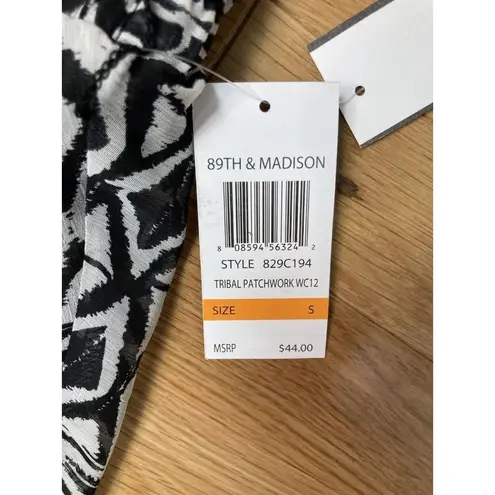 89TH & MADISON
8 08594 56324 2
STYLE 829C194
TRIBAL PATCHWORK WC12
SIZE S
MSRP $44.00